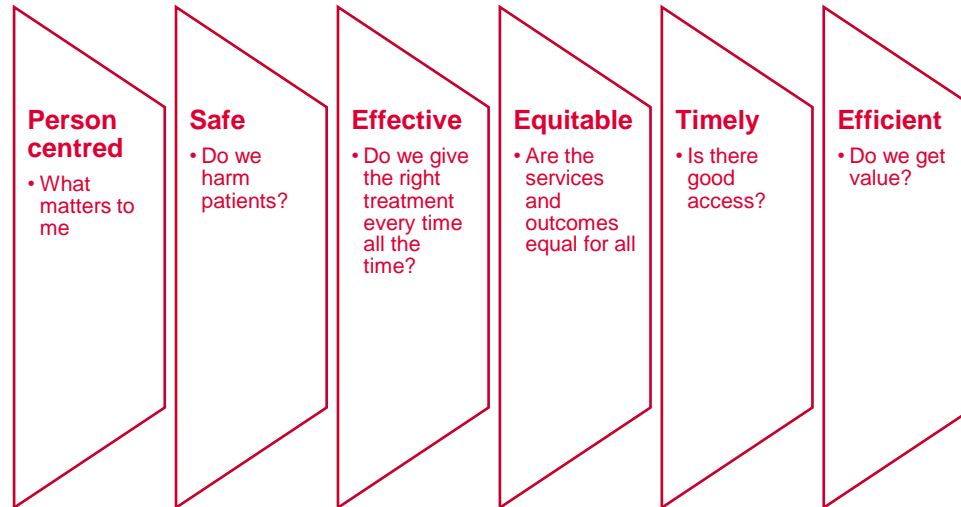 Person
centred
• What
matters to
me
Safe
• Do we
harm
patients?
Effective
• Do we give
the right
treatment
every time
all the
time?
Equitable
• Are the
services
and
outcomes
equal for all
Timely
• Is there
good
access?
Efficient
• Do we get
value?